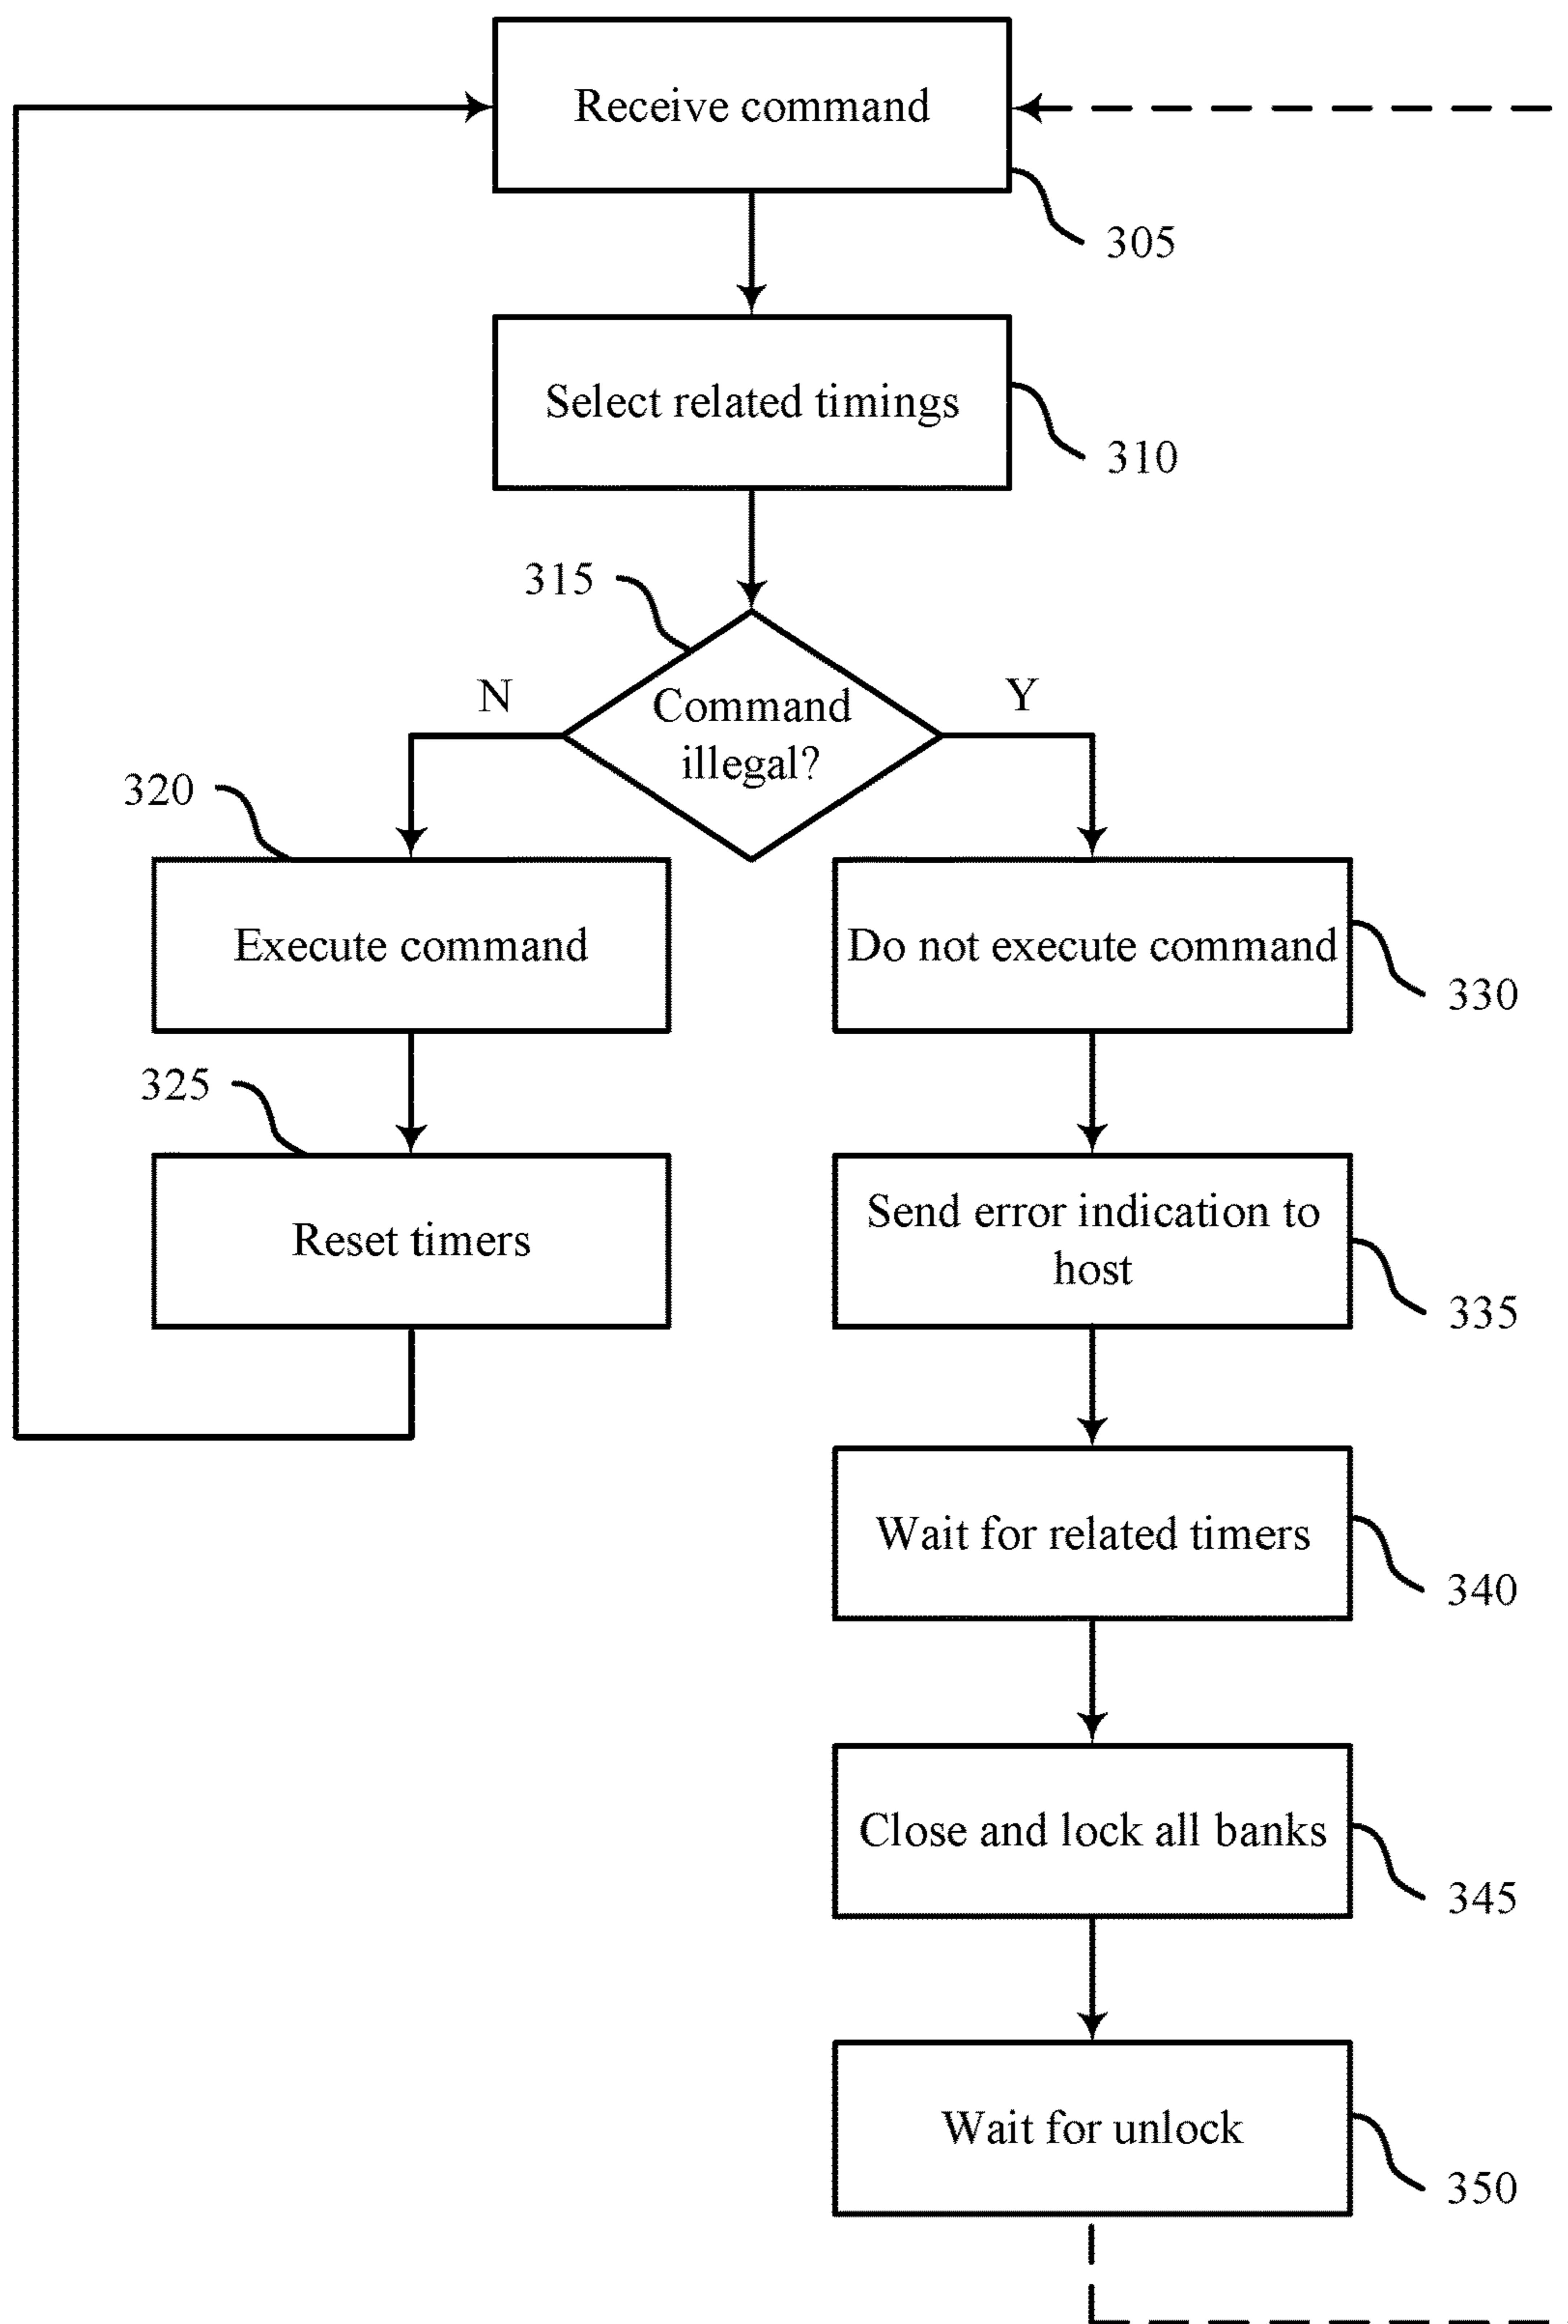 Receive command
305
Select related timings
310
315
N
Y
Command
illegal?
320
Execute command
Do not execute command
330
325
Reset timers
Send error indication to
host
335
Wait for related timers
340
Close and lock all banks
345
Wait for unlock
350